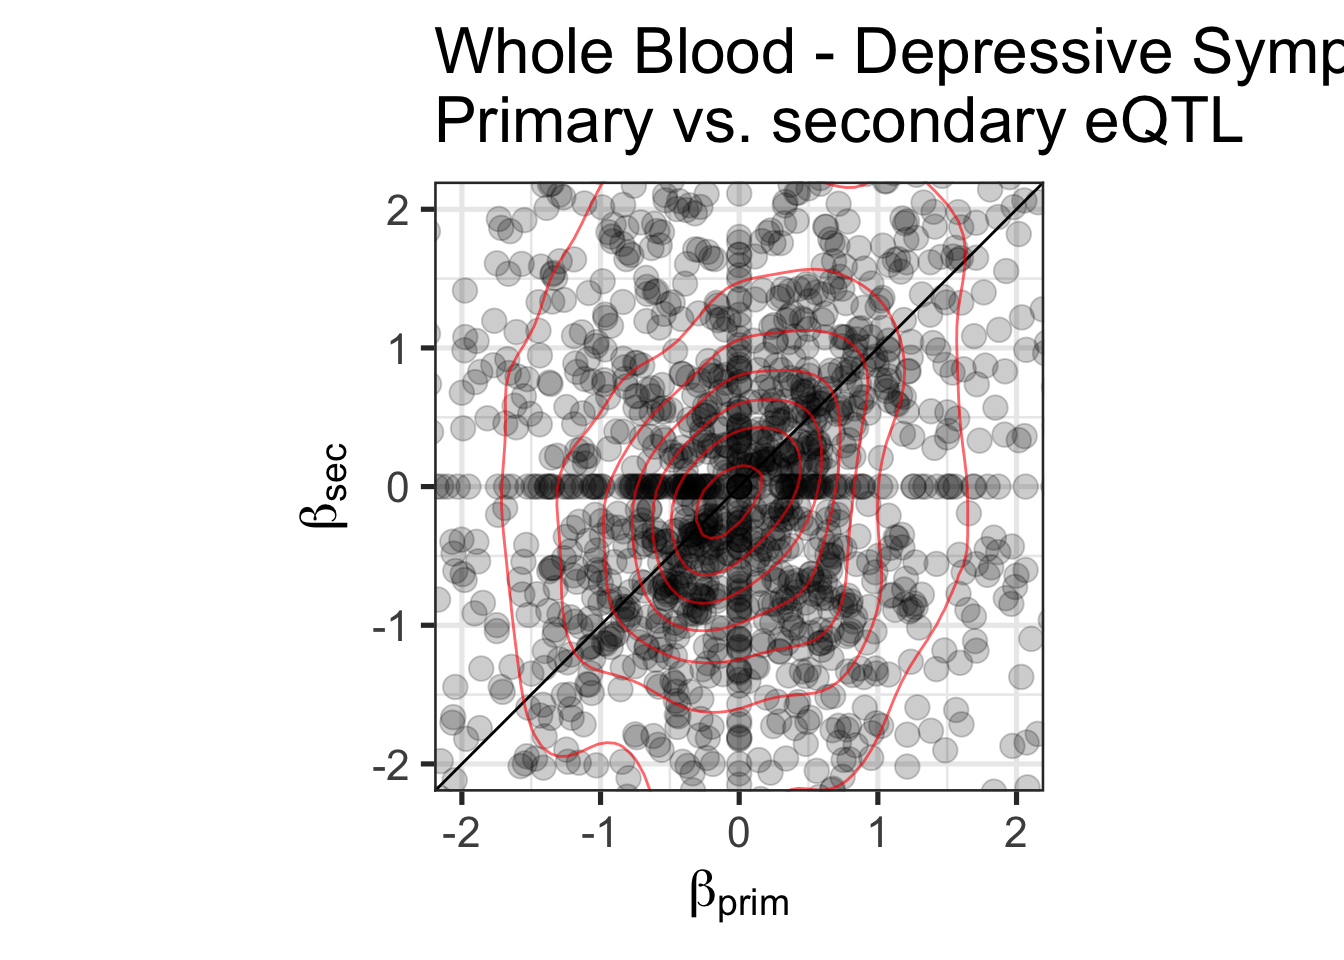 Whole Blood - Depressive Symp
Primary vs. secondary eQTL
2
1
0
-1
-2
βsec
-2 -1 0 1 2
βprim